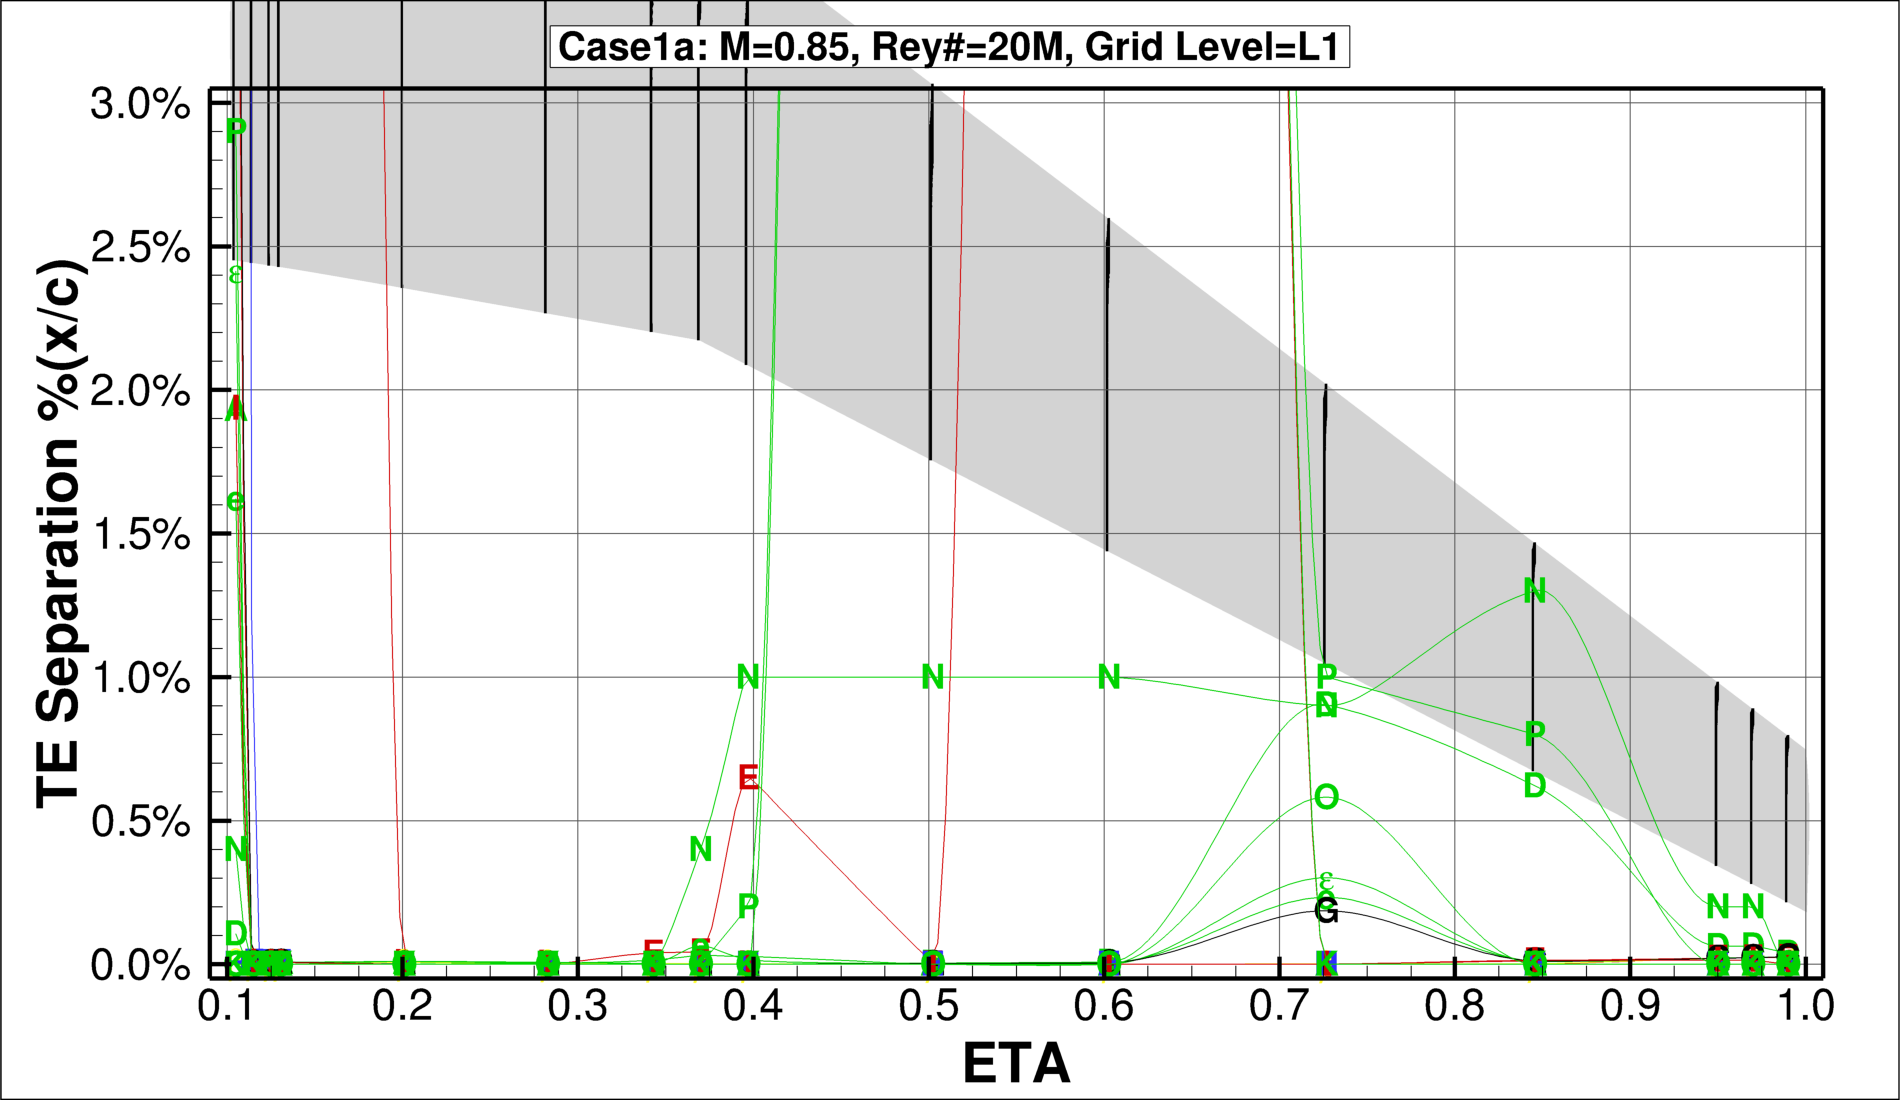 Case1a: M=0.85, Rey#=20M, Grid Level=L1
TE Separation %(x/c)
3.0%
2.5%
2.0%
1.5%
1.0%
0.5%
0.0%
P
ε
A
e
N
D
N
N
N
N
E
N
P
P
D
O
ε
G
N
P
D
N
N
D
D
0.1 0.2 0.3 0.4 0.5 0.6 0.7 0.8 0.9 1.0
ETA